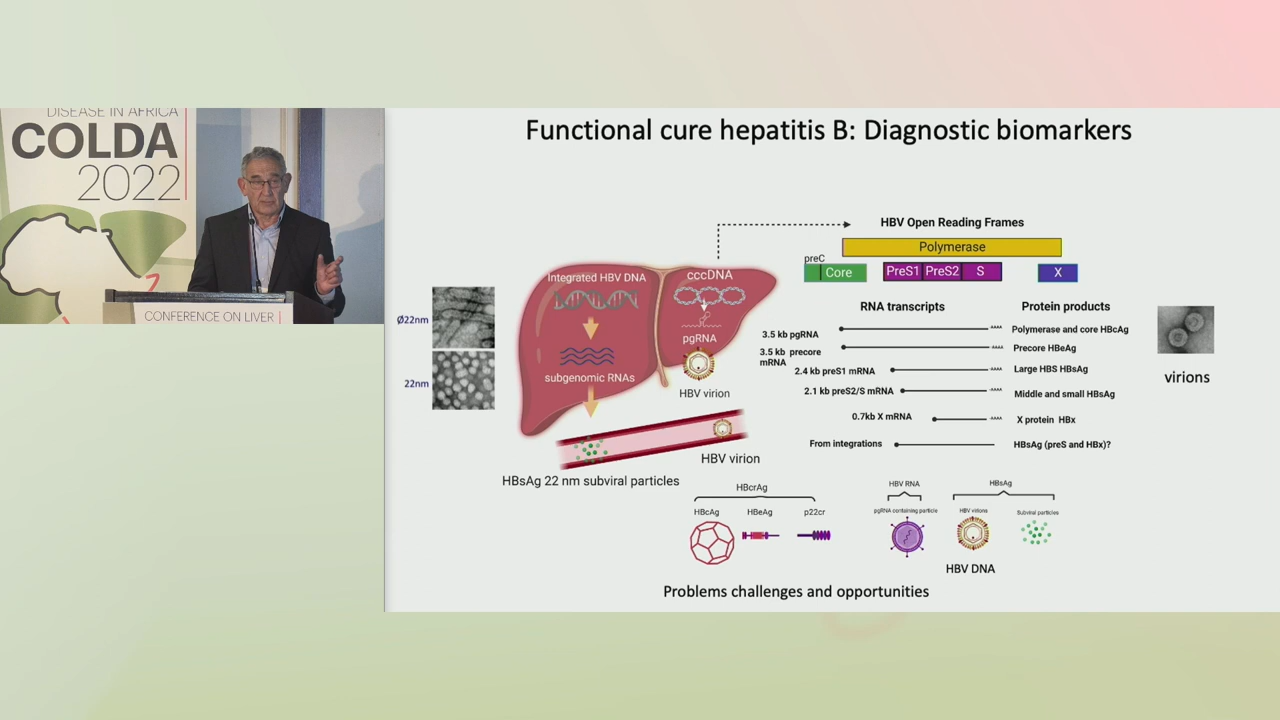 DISEASE IN AFRICA
COLDA
2022
CONFERENCE ON LIVER
Functional cure hepatitis B: Diagnostic biomarkers
HBV Open Reading Frames
Polymerase
preC
Core
PreS1 PreS2 S
X
Integrated HBV DNA
cccDNA
pgRNA
subgenomic RNAs
HBV virion
Ø22nm
22nm
HBV virion
HBsAg 22 nm subviral particles
RNA transcripts
Protein products
3.5 kb pgRNA
Polymerase and core HBcAg
3.5 kb precore
mRNA
Precore HBeAg
2.4 kb preS1 mRNA
Large HBS HBsAg
2.1 kb preS2/S mRNA
Middle and small HBsAg
0.7kb X mRNA
X protein HBx
From integrations
HBsAg (preS and HBx)?
virions
HBcrAg
HBcAg
HBeAg
p22cr
HBV RNA
pgRNA containing particle
HBsAg
HBV virions
Subviral particles
HBV DNA
Problems challenges and opportunities